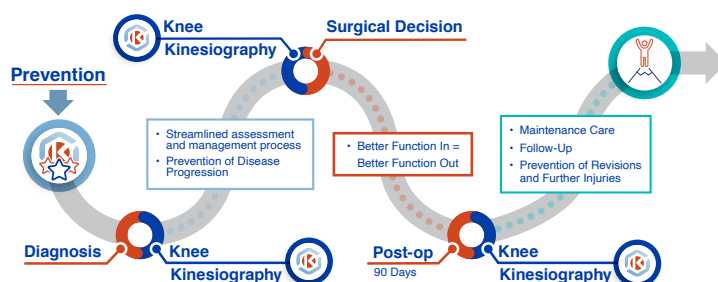 Knee
Kinesiography
Surgical Decision
Prevention
• Streamlined assessment
and management process
• Prevention of Disease
Progression
• Better Function In =
Better Function Out
• Maintenance Care
• Follow-Up
• Prevention of Revisions
and Further Injuries
Diagnosis
Knee
Kinesiography
Post-op
90 Days
Knee
Kinesiography